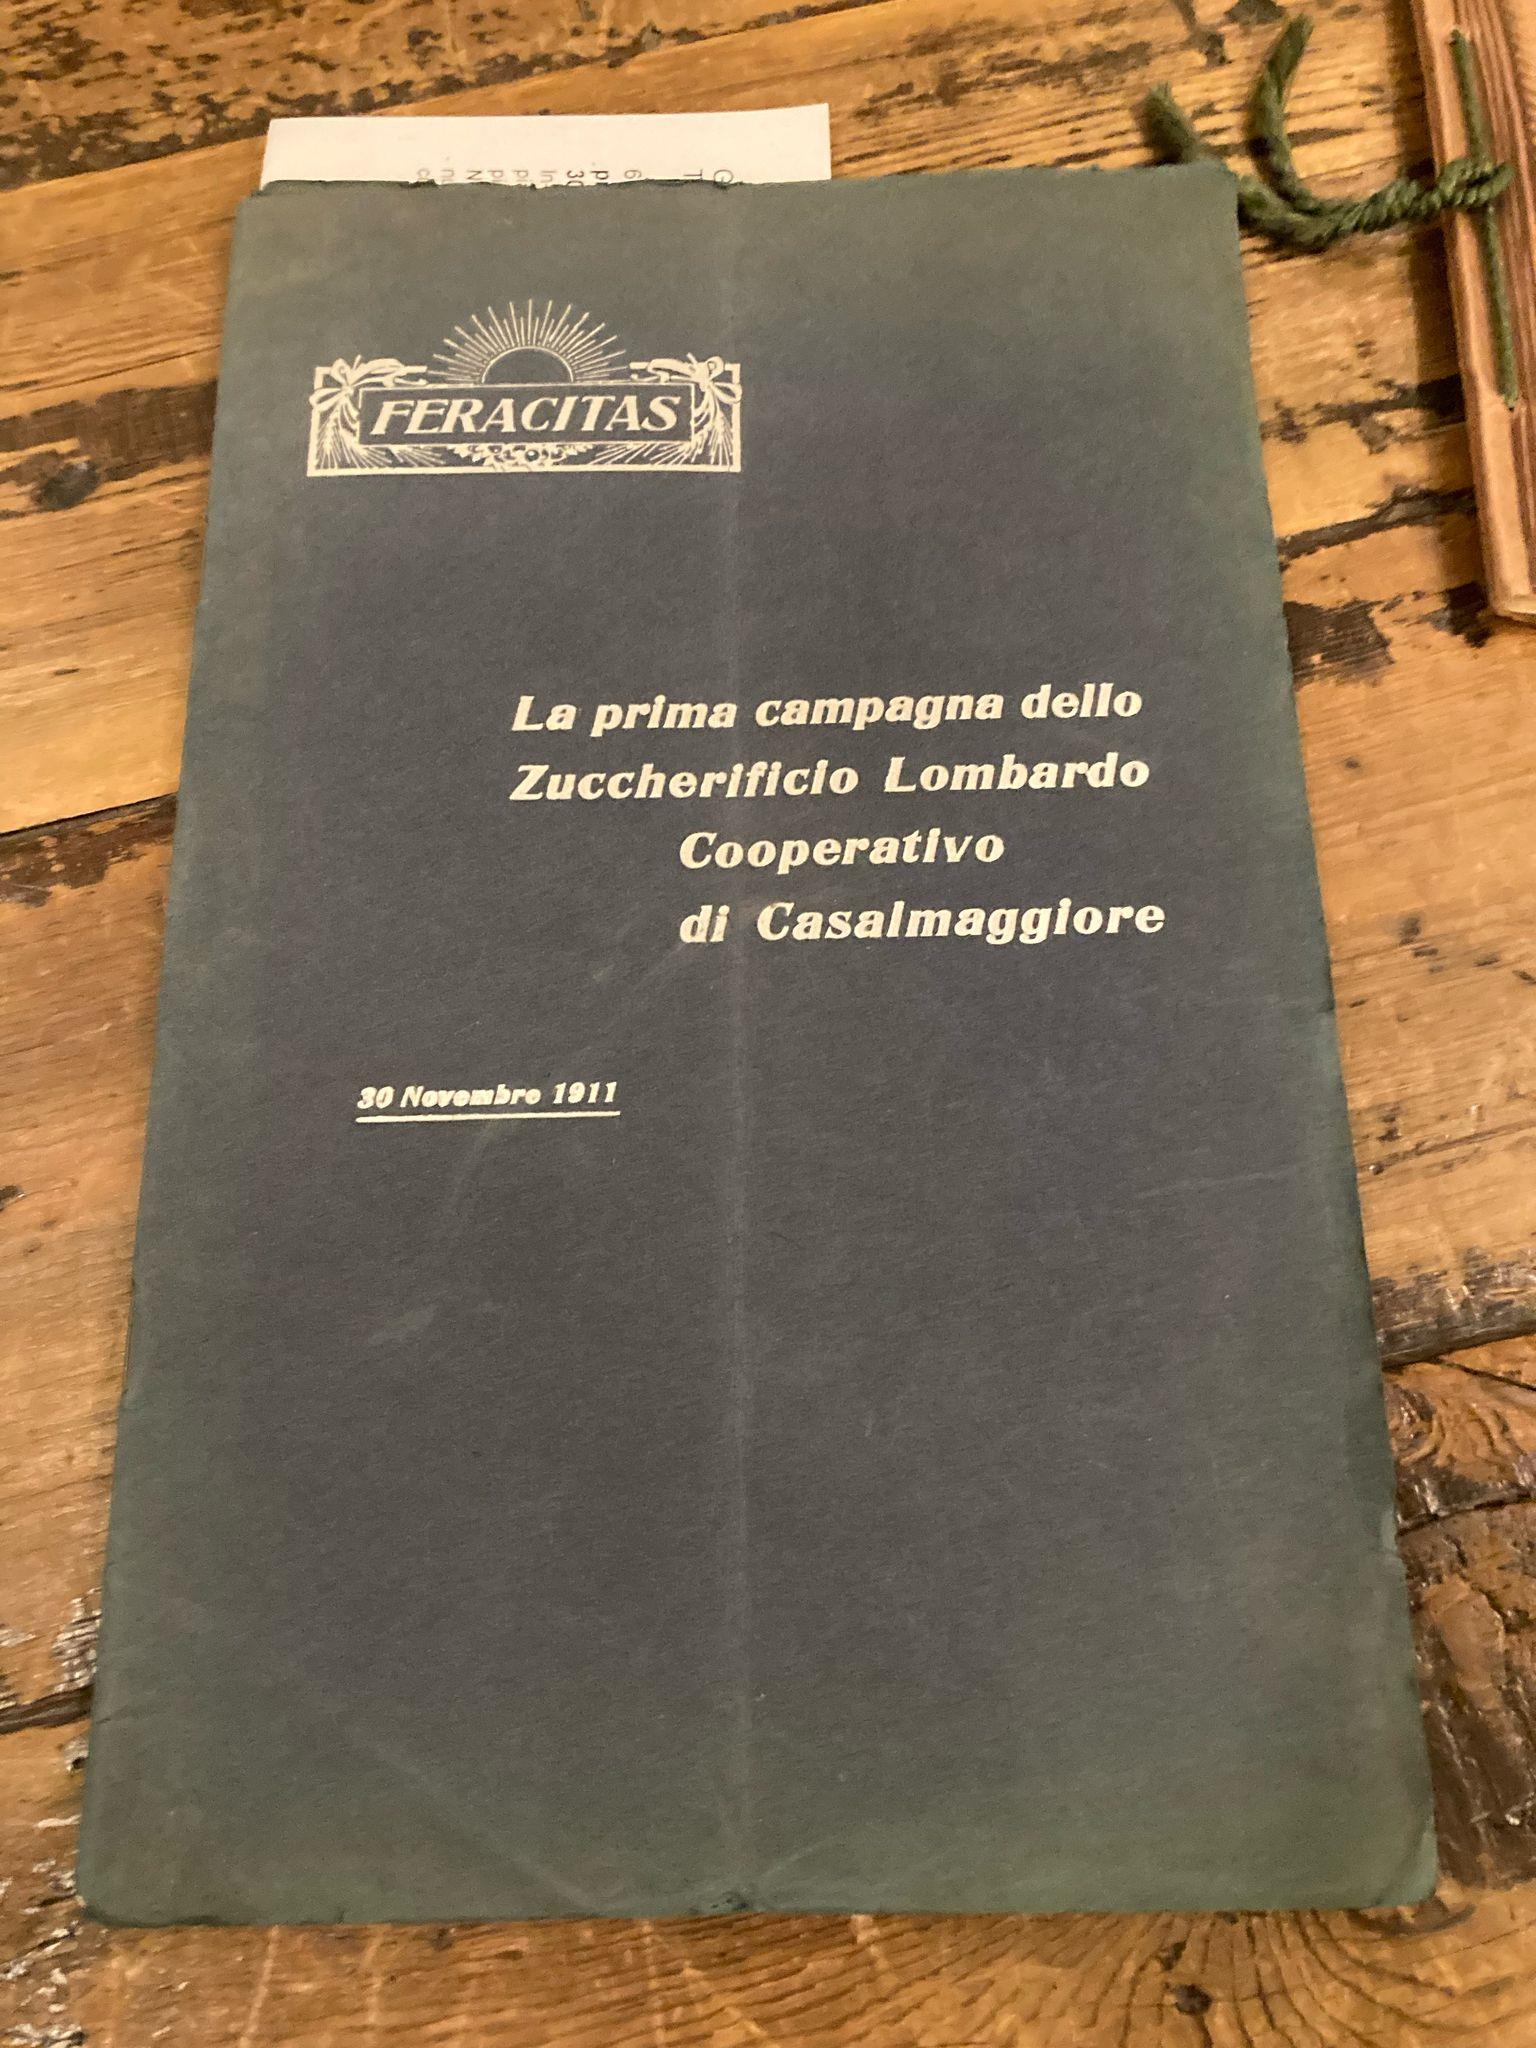 FERACITAS
La prima campagna dello
Zuccherificio Lombardo
Cooperativo
di Casalmaggiore
30 Novembre 1911